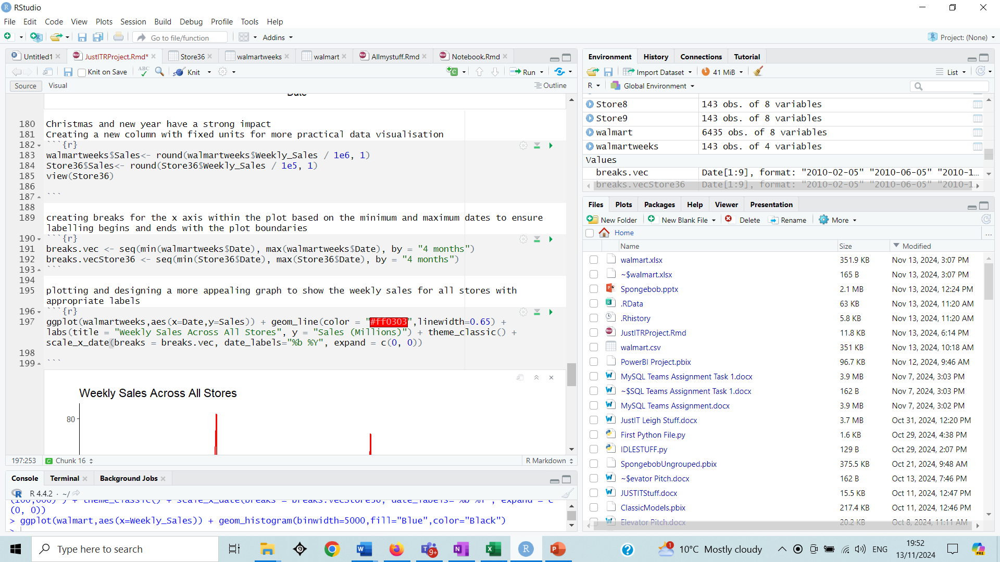 RStudio
File Edit Code View Plots Session Build Debug Profile Tools Help
Go to file/function Addins Project: (None)
Untitled1 JustITRProject.Rmd* Store36 walmartweeks walmart Allmystuff.Rmd Notebook.Rmd
Knit on Save ABC Knit Run
Source Visual Outline
Date
180 Christmas and new year have a strong impact
181 Creating a new column with fixed units for more practical data visualisation
182 ```{r}
183 walmartweeks$Sales<- round(walmartweeks$Weekly_Sales / 1e6, 1)
184 Store36$Sales<- round(Store36$Weekly_Sales / 1e5, 1)
185 view(Store36)
186
187 ```
188
189 creating breaks for the x axis within the plot based on the minimum and maximum dates to ensure
labelling begins and ends with the plot boundaries
190 ```{r}
191 breaks.vec <- seq(min(walmartweeks$Date), max(walmartweeks$Date), by = "4 months")
192 breaks.vecStore36 <- seq(min(Store36$Date), max(Store36$Date), by = "4 months")
193 ```
194
195 plotting and designing a more appealing graph to show the weekly sales for all stores with
appropriate labels
196 ```{r}
197 ggplot(walmartweeks,aes(x=Date,y=Sales)) + geom_line(color = "#ff0303",linewidth=0.65) +
labs(title = "Weekly Sales Across All Stores", y = "Sales (Millions)") + theme_classic() +
scale_x_date(breaks = breaks.vec, date_labels="%b %Y", expand = c(0, 0))
198
199 ```
Weekly Sales Across All Stores
80
197:253 Chunk 16 R Markdown
Console Terminal Background Jobs
R 4.4.2 · ~/
(100,000)") + theme_classic() + scale_x_date(breaks = breaks.vecStore36, date_labels="%b %Y", expand = c
(0, 0))
> ggplot(walmart,aes(x=Weekly_Sales)) + geom_histogram(binwidth=5000,fill="Blue",color="Black")
>
Environment History Connections Tutorial
Import Dataset 41 MiB List
R Global Environment
Store8 143 obs. of 8 variables
Store9 143 obs. of 8 variables
walmart 6435 obs. of 8 variables
walmartweeks 143 obs. of 4 variables
Values
breaks.vec Date[1:9], format: "2010-02-05" "2010-06-05" "2010-1…
breaks.vecStore36 Date[1:9], format: "2010-02-05" "2010-06-05" "2010-1…
Files Plots Packages Help Viewer Presentation
New Folder New Blank File Delete Rename More
Home ...
Name Size Modified
walmart.xlsx 351.9 KB Nov 13, 2024, 3:07 PM
~$walmart.xlsx 165 B Nov 13, 2024, 3:07 PM
Spongebob.pptx 2.1 MB Nov 13, 2024, 12:24 PM
.RData 63 KB Nov 13, 2024, 11:20 AM
.Rhistory 5.8 KB Nov 13, 2024, 11:20 AM
JustITRProject.Rmd 11.8 KB Nov 13, 2024, 6:14 PM
walmart.csv 351 KB Nov 13, 2024, 10:18 AM
PowerBI Project.pbix 96.7 KB Nov 12, 2024, 9:46 AM
MySQL Teams Assignment Task 1.docx 3.9 MB Nov 7, 2024, 3:03 PM
~$SQL Teams Assignment Task 1.docx 162 B Nov 7, 2024, 3:03 PM
MySQL Teams Assignment.docx 3.9 MB Nov 7, 2024, 3:02 PM
JustIT Leigh Stuff.docx 3.7 MB Oct 31, 2024, 12:20 PM
First Python File.py 1.6 KB Oct 29, 2024, 4:38 PM
IDLESTUFF.py 129 B Oct 29, 2024, 2:07 PM
SpongebobUngrouped.pbix 375.5 KB Oct 21, 2024, 9:48 AM
~$evator Pitch.docx 162 B Oct 13, 2024, 7:46 PM
JUSTITStuff.docx 15.5 KB Oct 11, 2024, 12:47 PM
ClassicModels.pbix 217.4 KB Oct 11, 2024, 12:46 PM
Elevator Pitch.docx 20.2 KB Oct 8, 2024, 11:11 AM
Type here to search 9+ 1 10°C Mostly cloudy ENG 19:52
13/11/2024 PRE